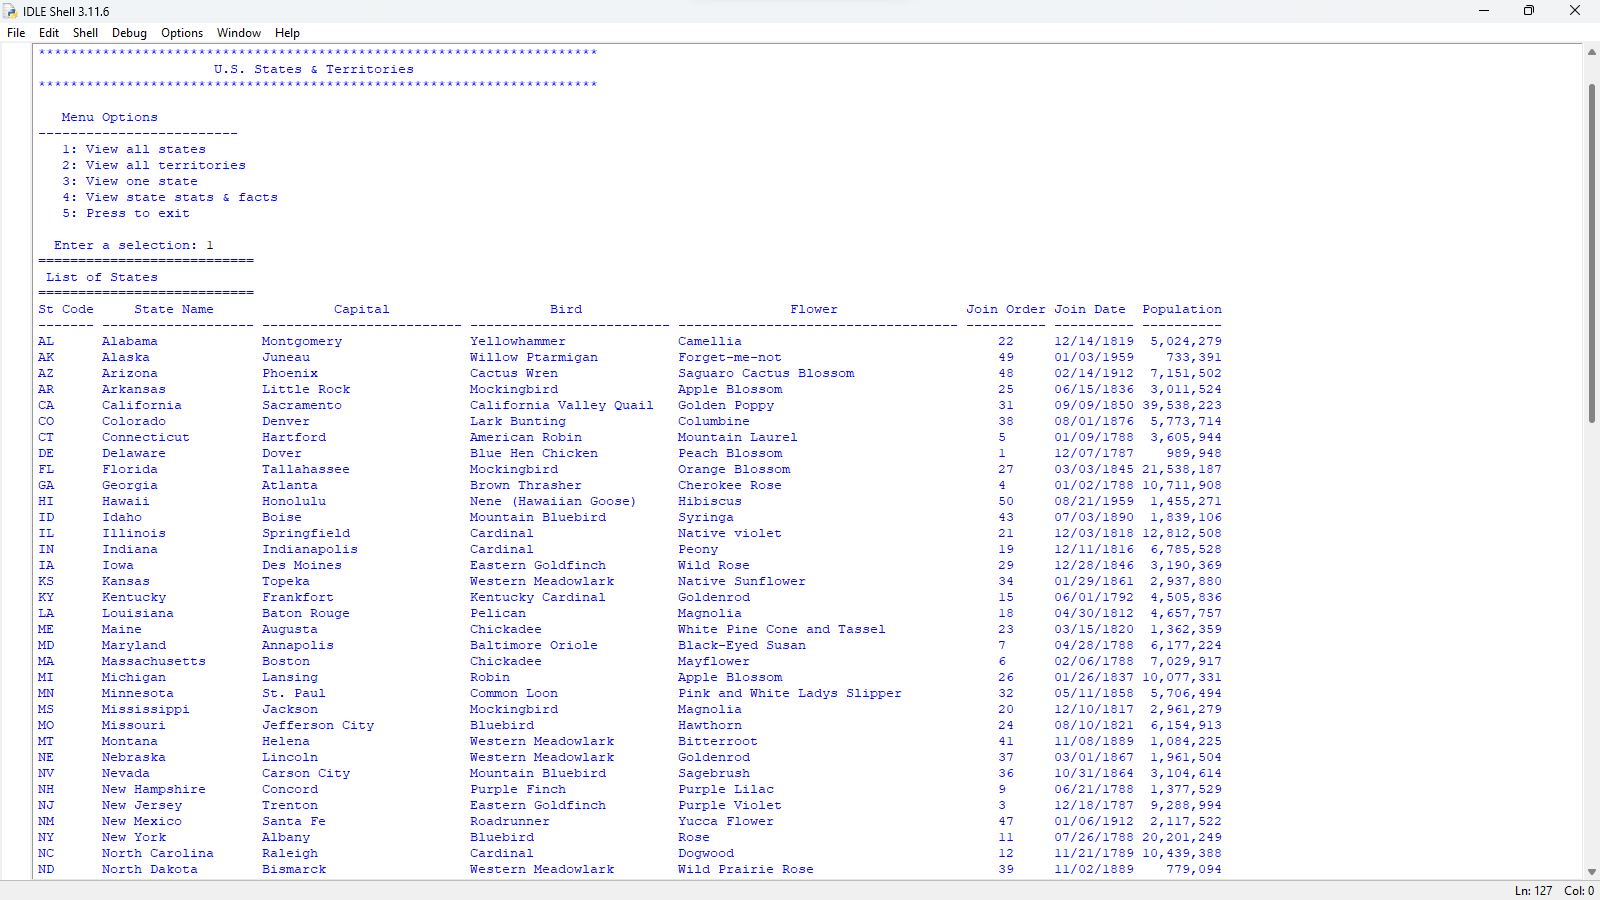 IDLE Shell 3.11.6
File Edit Shell Debug Options Window Help
**********************************************************************
U.S. States & Territories
**********************************************************************
Menu Options
-------------------------
1: View all states
2: View all territories
3: View one state
4: View state stats & facts
5: Press to exit
Enter a selection: 1
===========================
List of States
===========================
St Code State Name Capital Bird Flower Join Order Join Date Population
------- ------------------- ------------------------- ------------------------- ----------------------------------- ---------- ---------- ----------
AL Alabama Montgomery Yellowhammer Camellia 22 12/14/1819 5,024,279
AK Alaska Juneau Willow Ptarmigan Forget-me-not 49 01/03/1959 733,391
AZ Arizona Phoenix Cactus Wren Saguaro Cactus Blossom 48 02/14/1912 7,151,502
AR Arkansas Little Rock Mockingbird Apple Blossom 25 06/15/1836 3,011,524
CA California Sacramento California Valley Quail Golden Poppy 31 09/09/1850 39,538,223
CO Colorado Denver Lark Bunting Columbine 38 08/01/1876 5,773,714
CT Connecticut Hartford American Robin Mountain Laurel 5 01/09/1788 3,605,944
DE Delaware Dover Blue Hen Chicken Peach Blossom 1 12/07/1787 989,948
FL Florida Tallahassee Mockingbird Orange Blossom 27 03/03/1845 21,538,187
GA Georgia Atlanta Brown Thrasher Cherokee Rose 4 01/02/1788 10,711,908
HI Hawaii Honolulu Nene (Hawaiian Goose) Hibiscus 50 08/21/1959 1,455,271
ID Idaho Boise Mountain Bluebird Syringa 43 07/03/1890 1,839,106
IL Illinois Springfield Cardinal Native violet 21 12/03/1818 12,812,508
IN Indiana Indianapolis Cardinal Peony 19 12/11/1816 6,785,528
IA Iowa Des Moines Eastern Goldfinch Wild Rose 29 12/28/1846 3,190,369
KS Kansas Topeka Western Meadowlark Native Sunflower 34 01/29/1861 2,937,880
KY Kentucky Frankfort Kentucky Cardinal Goldenrod 15 06/01/1792 4,505,836
LA Louisiana Baton Rouge Pelican Magnolia 18 04/30/1812 4,657,757
ME Maine Augusta Chickadee White Pine Cone and Tassel 23 03/15/1820 1,362,359
MD Maryland Annapolis Baltimore Oriole Black-Eyed Susan 7 04/28/1788 6,177,224
MA Massachusetts Boston Chickadee Mayflower 6 02/06/1788 7,029,917
MI Michigan Lansing Robin Apple Blossom 26 01/26/1837 10,077,331
MN Minnesota St. Paul Common Loon Pink and White Ladys Slipper 32 05/11/1858 5,706,494
MS Mississippi Jackson Mockingbird Magnolia 20 12/10/1817 2,961,279
MO Missouri Jefferson City Bluebird Hawthorn 24 08/10/1821 6,154,913
MT Montana Helena Western Meadowlark Bitterroot 41 11/08/1889 1,084,225
NE Nebraska Lincoln Western Meadowlark Goldenrod 37 03/01/1867 1,961,504
NV Nevada Carson City Mountain Bluebird Sagebrush 36 10/31/1864 3,104,614
NH New Hampshire Concord Purple Finch Purple Lilac 9 06/21/1788 1,377,529
NJ New Jersey Trenton Eastern Goldfinch Purple Violet 3 12/18/1787 9,288,994
NM New Mexico Santa Fe Roadrunner Yucca Flower 47 01/06/1912 2,117,522
NY New York Albany Bluebird Rose 11 07/26/1788 20,201,249
NC North Carolina Raleigh Cardinal Dogwood 12 11/21/1789 10,439,388
ND North Dakota Bismarck Western Meadowlark Wild Prairie Rose 39 11/02/1889 779,094
Ln: 127 Col: 0